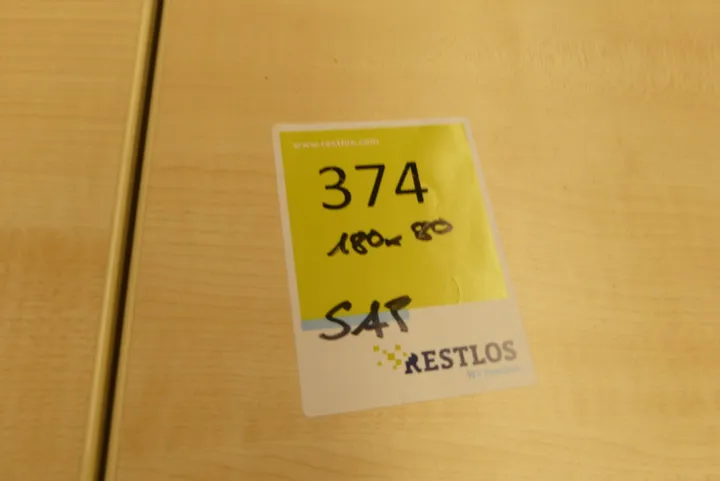 www.restlos.com
374
180x80
SAP
RESTLOS